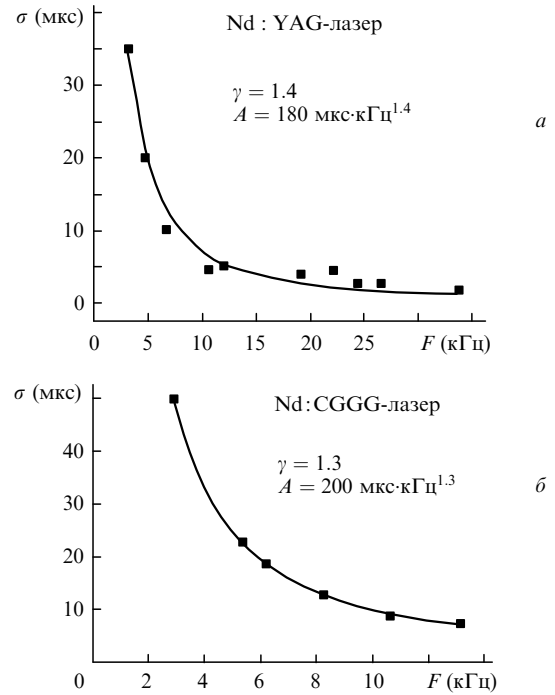 σ (мкс)
Nd : YAG-лазер
30
γ = 1.4
A = 180 мкс·кГц^1.4
а
20
10
0
0 5 10 15 20 25 F (кГц)
σ (мкс)
Nd : CGGG-лазер
40
γ = 1.3
A = 200 мкс·кГц^1.3
б
30
20
10
0 2 4 6 8 10 F (кГц)